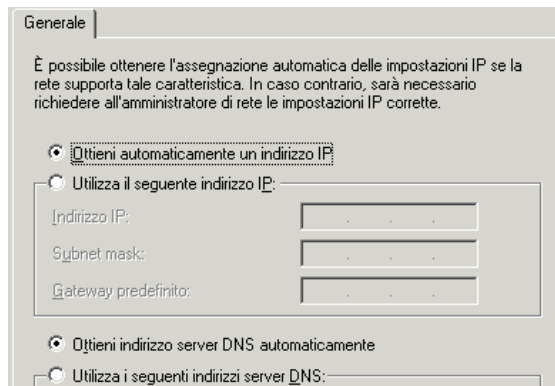 Generale
È possibile ottenere l'assegnazione automatica delle impostazioni IP se la
rete supporta tale caratteristica. In caso contrario, sarà necessario
richiedere all'amministratore di rete le impostazioni IP corrette.
Ottieni automaticamente un indirizzo IP
Utilizza il seguente indirizzo IP:
Indirizzo IP:
Subnet mask:
Gateway predefinito:
Ottieni indirizzo server DNS automaticamente
Utilizza i seguenti indirizzi server DNS: